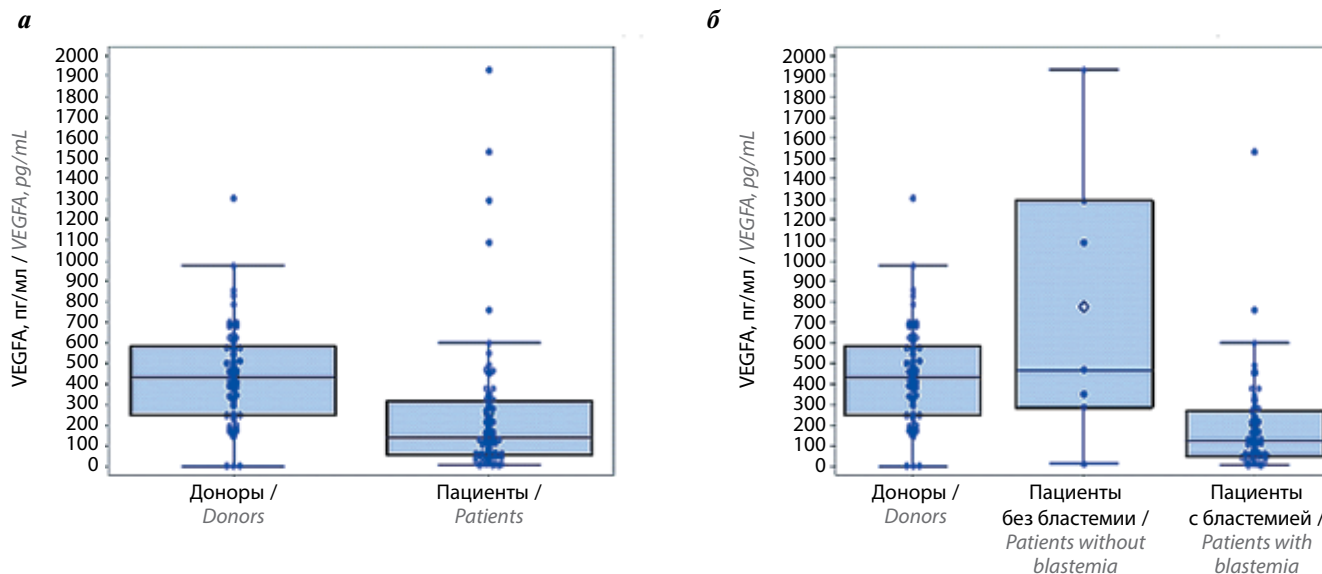 а
VEGFA, пг/мл / VEGFA, pg/mL
2000
1900
1800
1700
1600
1500
1400
1300
1200
1100
1000
900
800
700
600
500
400
300
200
100
0
Доноры /
Donors
Пациенты /
Patients
б
VEGFA, пг/мл / VEGFA, pg/mL
2000
1900
1800
1700
1600
1500
1400
1300
1200
1100
1000
900
800
700
600
500
400
300
200
100
0
Доноры /
Donors
Пациенты
без бластемии /
Patients without
blastemia
Пациенты
с бластемией /
Patients with
blastemia